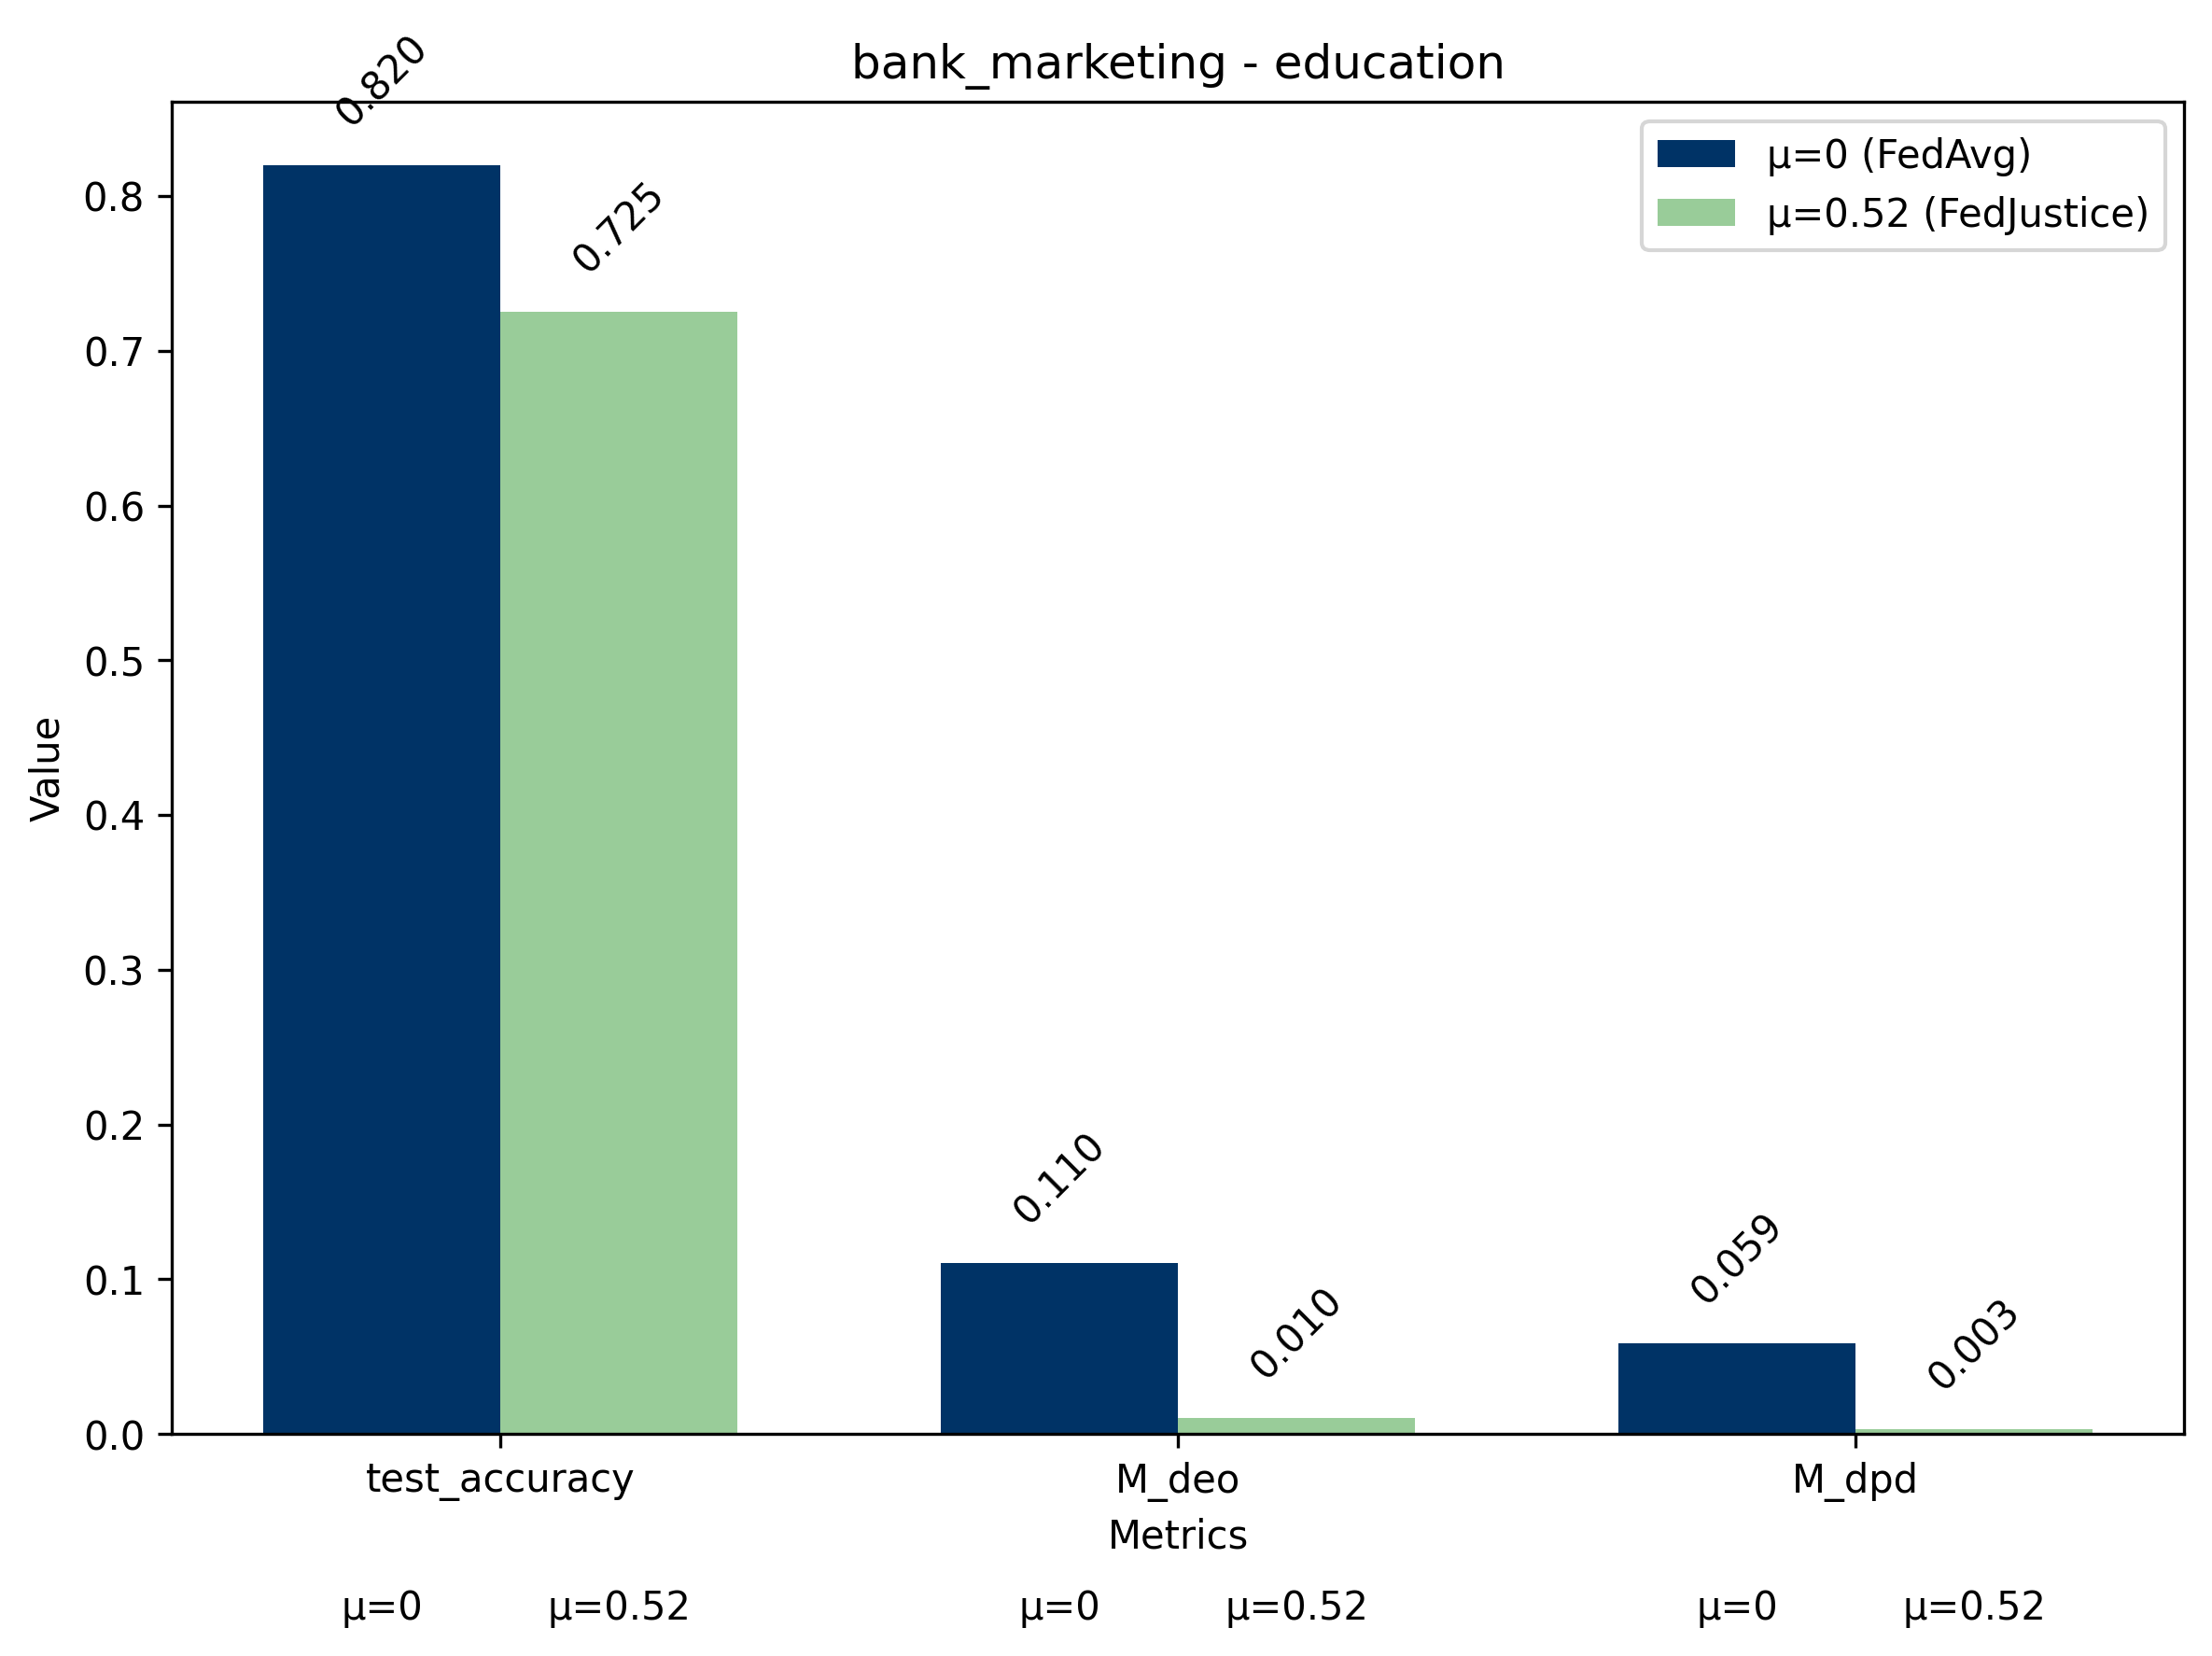 bank_marketing - education
μ=0 (FedAvg)
μ=0.52 (FedJustice)
0.820
0.725
0.110
0.010
0.059
0.003
Value
0.8
0.7
0.6
0.5
0.4
0.3
0.2
0.1
0.0
test_accuracy M_deo M_dpd
Metrics
μ=0 μ=0.52 μ=0 μ=0.52 μ=0 μ=0.52